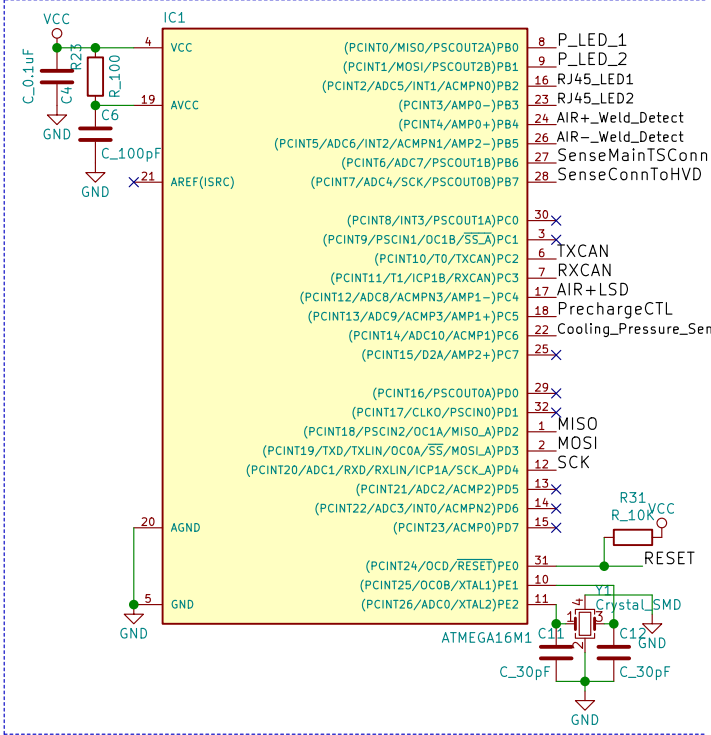 VCC
IC1
C_0.1uF
C4
R23
R_100
4 VCC
19 AVCC
C6
C_100pF
GND
GND
21 AREF(ISRC)
(PCINT0/MISO/PSCOUT2A)PB0 8 P_LED_1
(PCINT1/MOSI/PSCOUT2B)PB1 9 P_LED_2
(PCINT2/ADC5/INT1/ACMPN0)PB2 16 RJ45_LED1
(PCINT3/AMP0-)PB3 23 RJ45_LED2
(PCINT4/AMP0+)PB4 24 AIR+_Weld_Detect
(PCINT5/ADC6/INT2/ACMPN1/AMP2-)PB5 26 AIR-_Weld_Detect
(PCINT6/ADC7/PSCOUT1B)PB6 27 SenseMainTSConn
(PCINT7/ADC4/SCK/PSCOUT0B)PB7 28 SenseConnToHVD
(PCINT8/INT3/PSCOUT1A)PC0 30
(PCINT9/PSCIN1/OC1B/SS_A)PC1 3
(PCINT10/T0/TXCAN)PC2 6 TXCAN
(PCINT11/T1/ICP1B/RXCAN)PC3 7 RXCAN
(PCINT12/ADC8/ACMPN3/AMP1-)PC4 17 AIR+LSD
(PCINT13/ADC9/ACMP3/AMP1+)PC5 18 PrechargeCTL
(PCINT14/ADC10/ACMP1)PC6 22 Cooling_Pressure_Sen
(PCINT15/D2A/AMP2+)PC7 25
(PCINT16/PSCOUT0A)PD0 29
(PCINT17/CLKO/PSCIN0)PD1 32
(PCINT18/PSCIN2/OC1A/MISO_A)PD2 1 MISO
(PCINT19/TXD/TXLIN/OC0A/SS/MOSI_A)PD3 2 MOSI
(PCINT20/ADC1/RXD/RXLIN/ICP1A/SCK_A)PD4 12 SCK
(PCINT21/ADC2/ACMP2)PD5 13
(PCINT22/ADC3/INT0/ACMPN2)PD6 14
(PCINT23/ACMP0)PD7 15
20 AGND
R31
R_10K
VCC
(PCINT24/OCD/RESET)PE0 31 RESET
(PCINT25/OC0B/XTAL1)PE1 10
5 GND
(PCINT26/ADC0/XTAL2)PE2 11
GND
Y1
Crystal_SMD
4
1 3
2
GND
ATMEGA16M1
C11
C12
C_30pF
C_30pF
GND